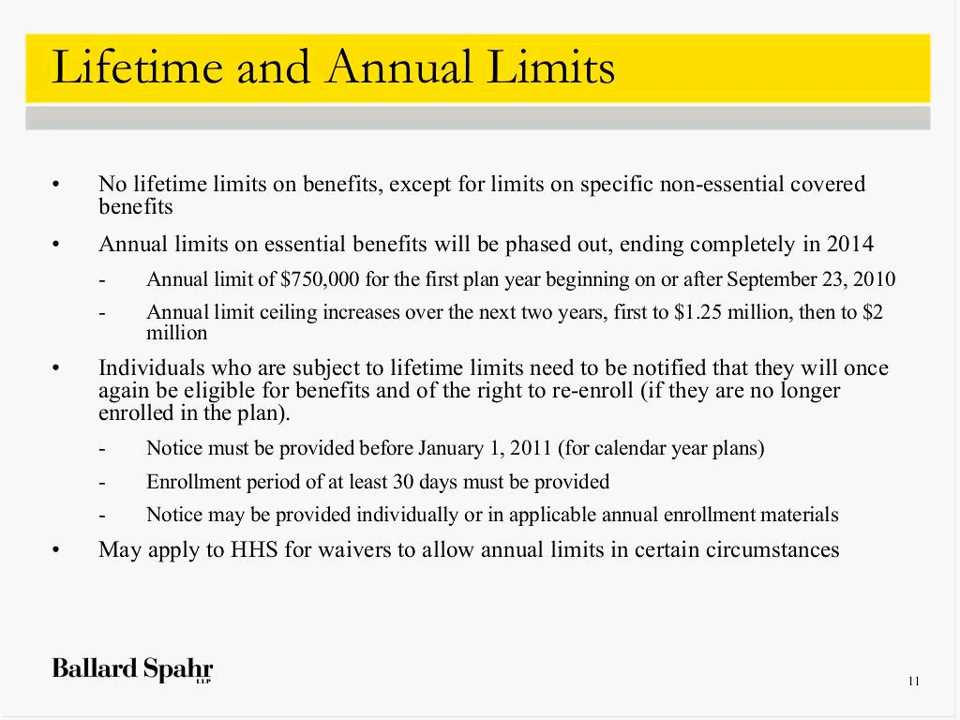 Lifetime and Annual Limits
• No lifetime limits on benefits, except for limits on specific non-essential covered
benefits
• Annual limits on essential benefits will be phased out, ending completely in 2014
- Annual limit of $750,000 for the first plan year beginning on or after September 23, 2010
- Annual limit ceiling increases over the next two years, first to $1.25 million, then to $2
million
• Individuals who are subject to lifetime limits need to be notified that they will once
again be eligible for benefits and of the right to re-enroll (if they are no longer
enrolled in the plan).
- Notice must be provided before January 1, 2011 (for calendar year plans)
- Enrollment period of at least 30 days must be provided
- Notice may be provided individually or in applicable annual enrollment materials
• May apply to HHS for waivers to allow annual limits in certain circumstances
Ballard Spahr
LLP
11